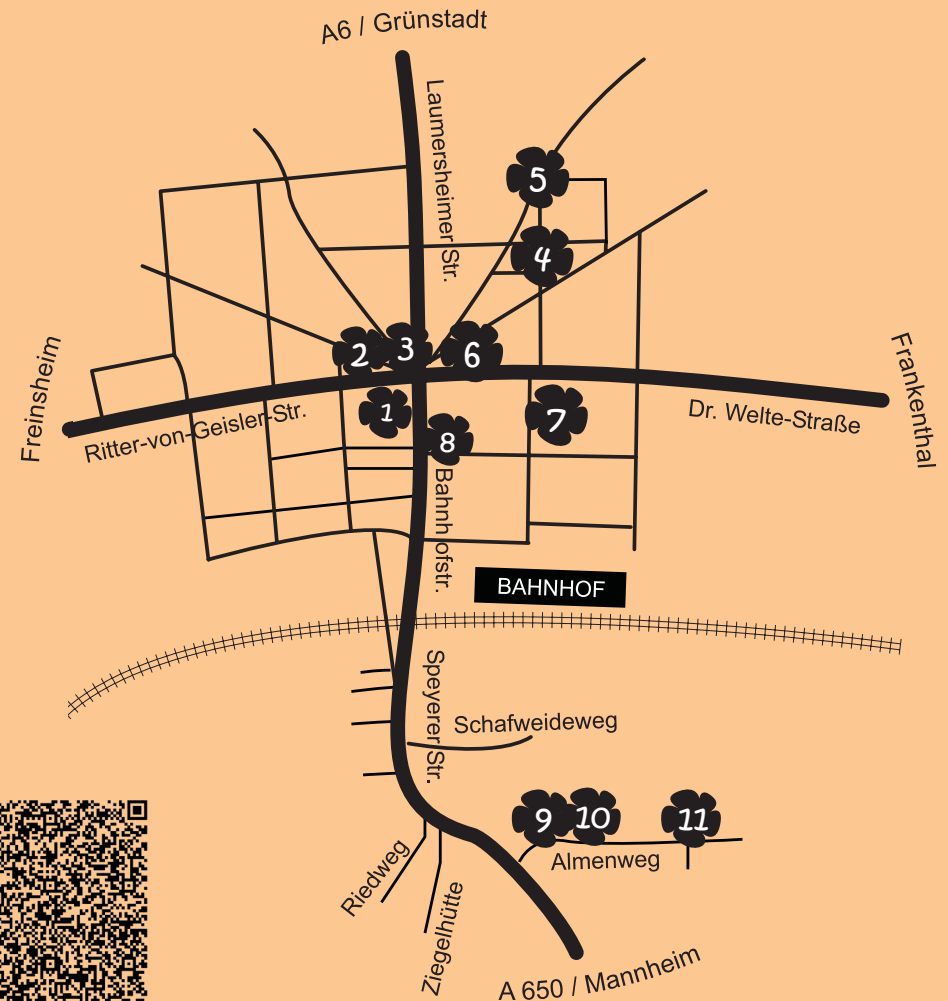 A6 / Grünstadt
Laumersheimer Str.
5
4
2
3
6
Freinsheim
Frankenthal
1
7
8
Ritter-von-Geisler-Str.
Dr. Welte-Straße
Bahnhofstr.
BAHNHOF
Speyerer Str.
Schafweideweg
9
10
11
Almenweg
Riedweg
Ziegelhütte
A 650 / Mannheim